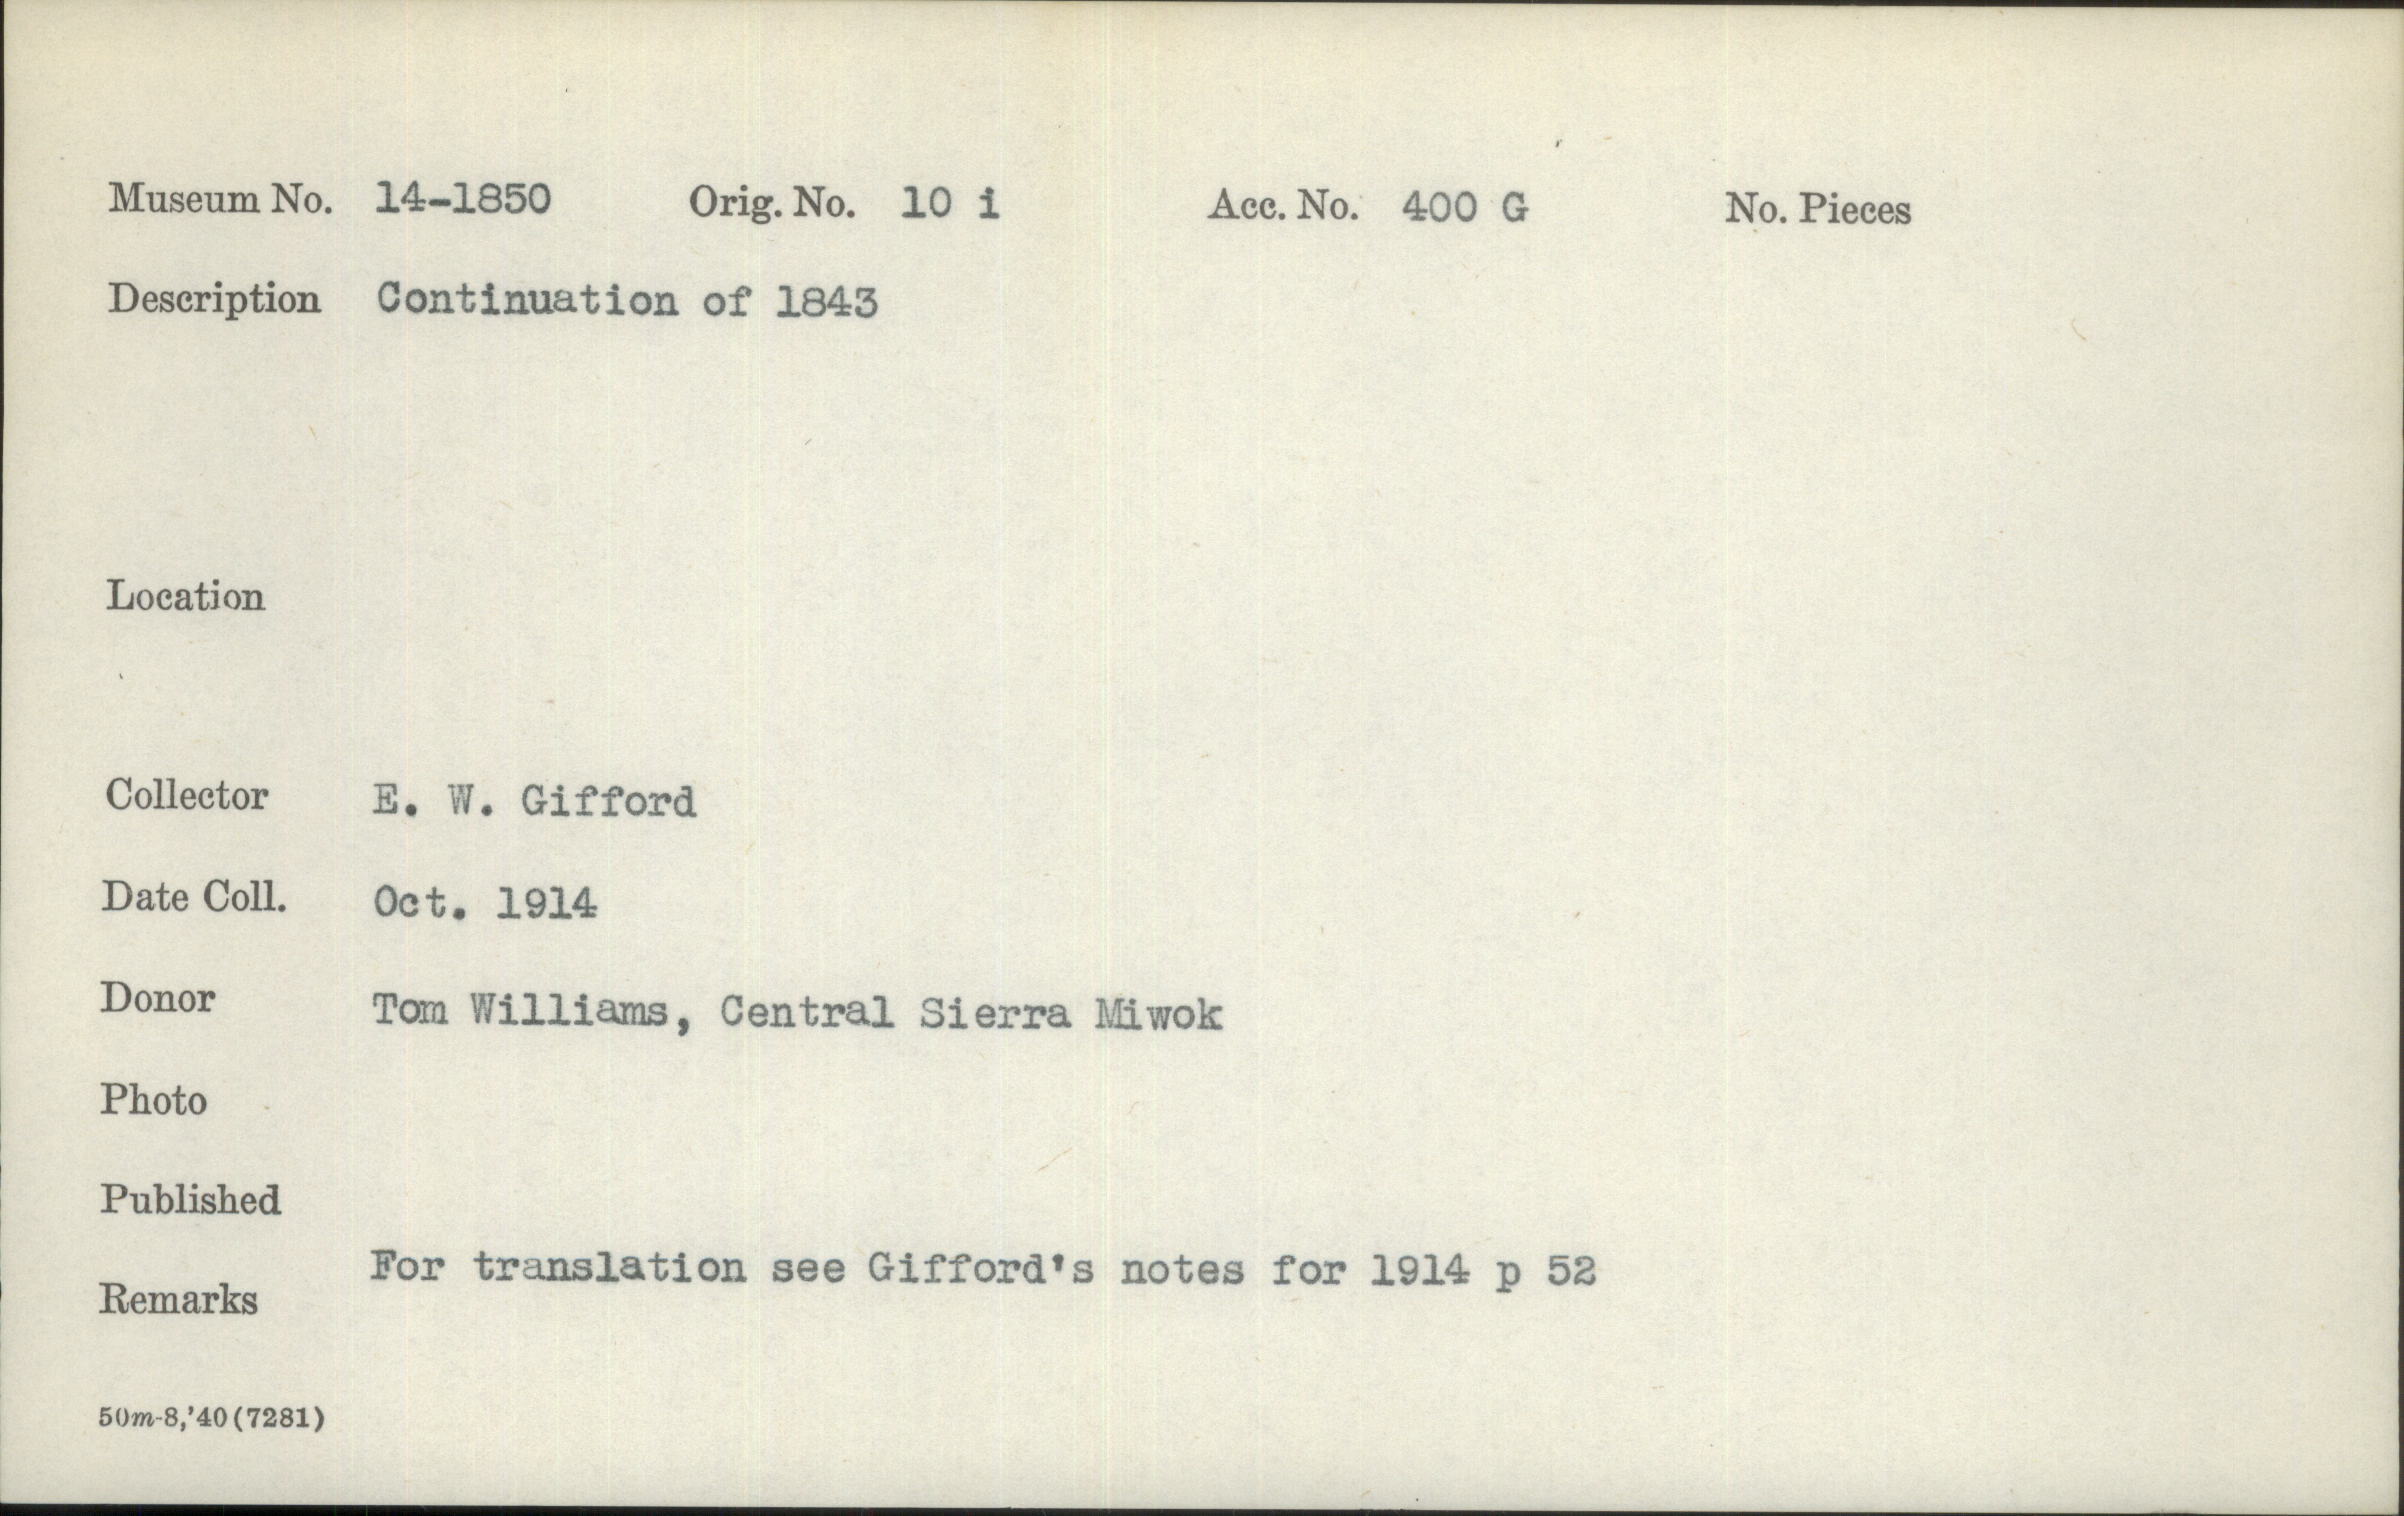 Museum No. 14-1850 Orig. No. 10 i Acc. No. 400 G No. Pieces
Description Continuation of 1843
Location
Collector E. W. Gifford
Date Coll. Oct. 1914
Donor Tom Williams, Central Sierra Miwok
Photo
Published
For translation see Gifford's notes for 1914 p 52
Remarks
50m-8,'40(7281)